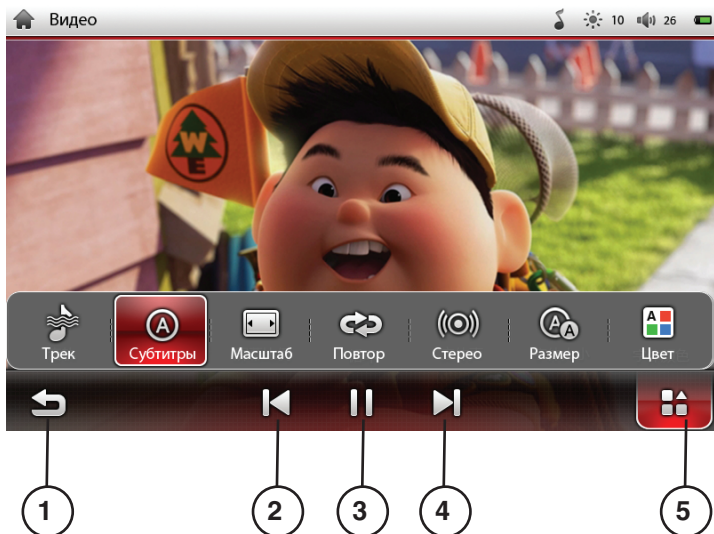 Видео 10 26
W
E
Трек Субтитры Масштаб Повтор Стерео Размер Цвет
1 2 3 4 5